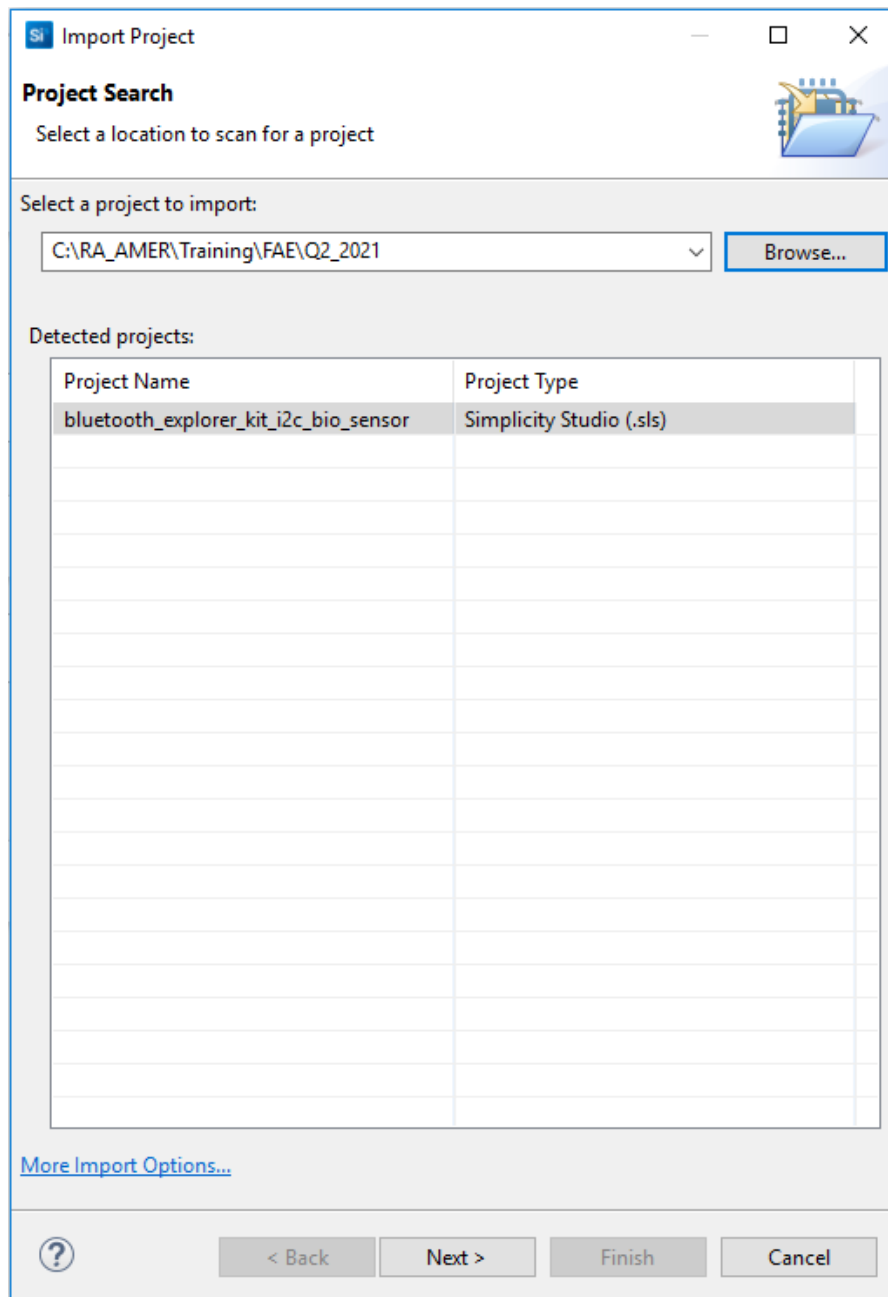 Si Import Project
Project Search
Select a location to scan for a project
Select a project to import:
C:\RA_AMER\Training\FAE\Q2_2021 Browse...
Detected projects:
Project Name Project Type
bluetooth_explorer_kit_i2c_bio_sensor Simplicity Studio (.sls)
More Import Options...
? < Back Next > Finish Cancel